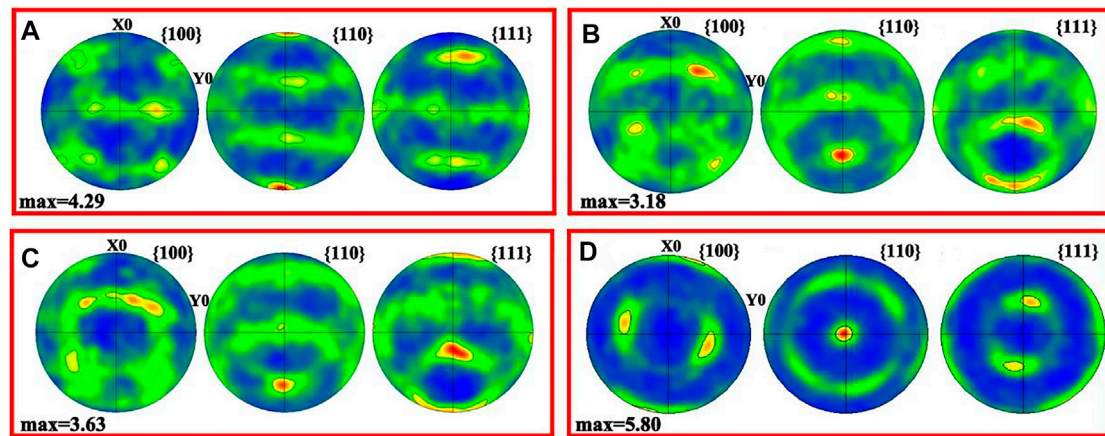 A X0 {100} Y0 {110} {111}
max=4.29
B X0 {100} Y0 {110} {111}
max=3.18
C X0 {100} Y0 {110} {111}
max=3.63
D X0 {100} Y0 {110} {111}
max=5.80